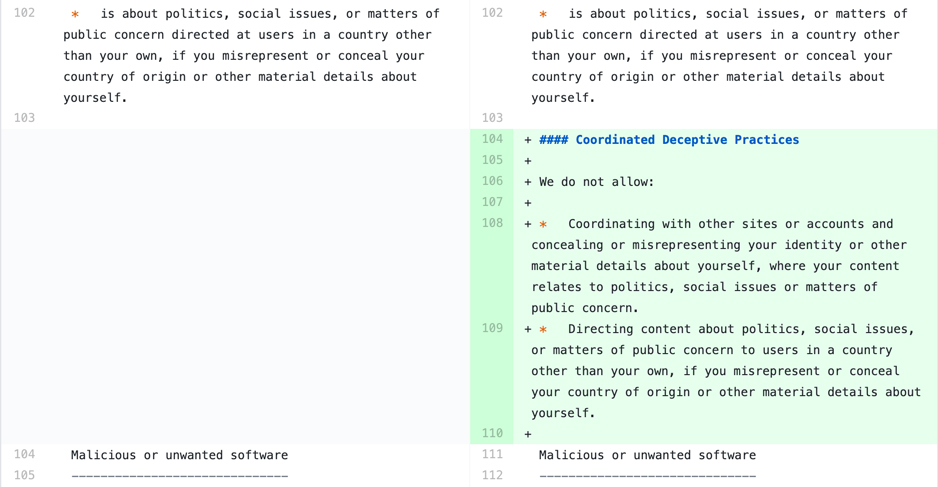 102 * is about politics, social issues, or matters of
public concern directed at users in a country other
than your own, if you misrepresent or conceal your
country of origin or other material details about
yourself.
103
104 Malicious or unwanted software
105 ------------------------------
102 * is about politics, social issues, or matters of
public concern directed at users in a country other
than your own, if you misrepresent or conceal your
country of origin or other material details about
yourself.
103
104 + #### Coordinated Deceptive Practices
105 +
106 + We do not allow:
107 +
108 + * Coordinating with other sites or accounts and
concealing or misrepresenting your identity or other
material details about yourself, where your content
relates to politics, social issues or matters of
public concern.
109 + * Directing content about politics, social issues,
or matters of public concern to users in a country
other than your own, if you misrepresent or conceal
your country of origin or other material details about
yourself.
110 +
111 Malicious or unwanted software
112 ------------------------------